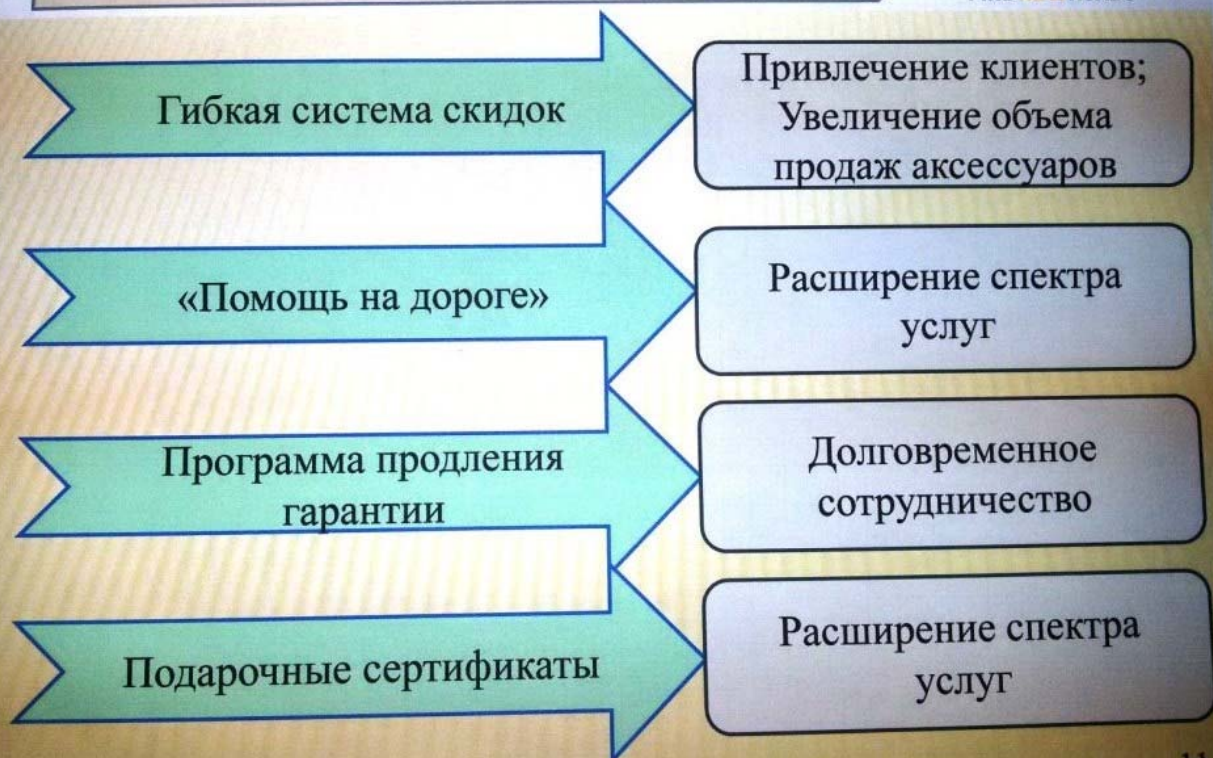 Гибкая система скидок
Привлечение клиентов;
Увеличение объема
продаж аксессуаров
«Помощь на дороге»
Расширение спектра
услуг
Программа продления
гарантии
Долговременное
сотрудничество
Подарочные сертификаты
Расширение спектра
услуг